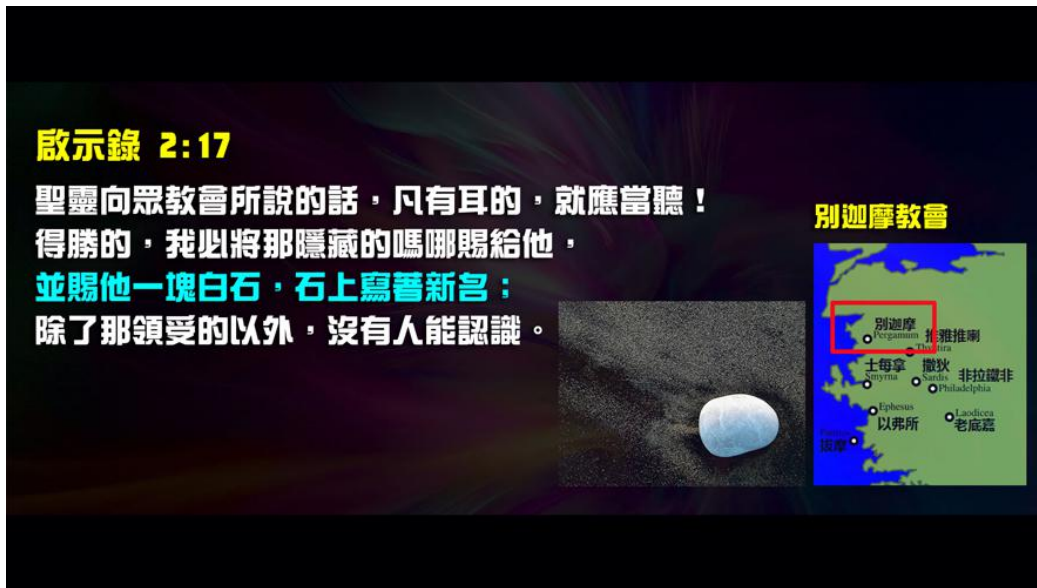 啟示錄 2:17
聖靈向眾教會所說的話，凡有耳的，就應當聽！
得勝的，我必將那隱藏的嗎哪賜給他，
並賜他一塊白石，石上寫著新名；
除了那領受的以外，沒有人能認識。
別迦摩教會
別迦摩
Pergamum
推雅推喇
Thyatira
士每拿
Smyrna
撒狄
Sardis
非拉鐵非
Philadelphia
Ephesus
以弗所
Laodicea
老底嘉
Patmos
拔摩